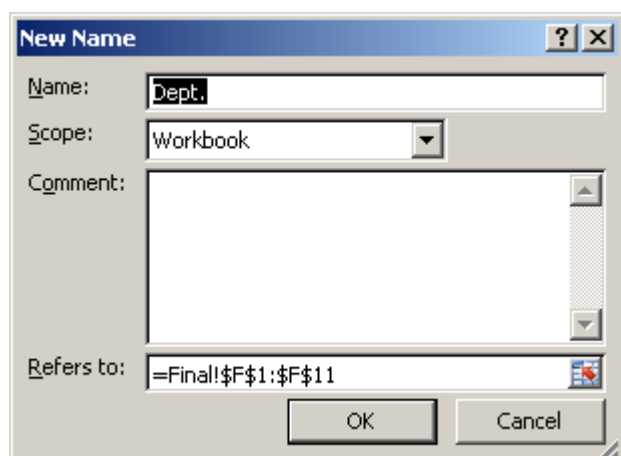 New Name
Name: Dept.
Scope: Workbook
Comment:
Refers to: =Final!$F$1:$F$11
OK Cancel